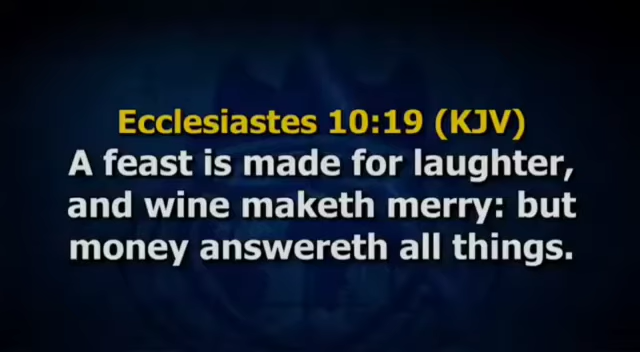 Ecclesiastes 10:19 (KJV)
A feast is made for laughter,
and wine maketh merry: but
money answereth all things.